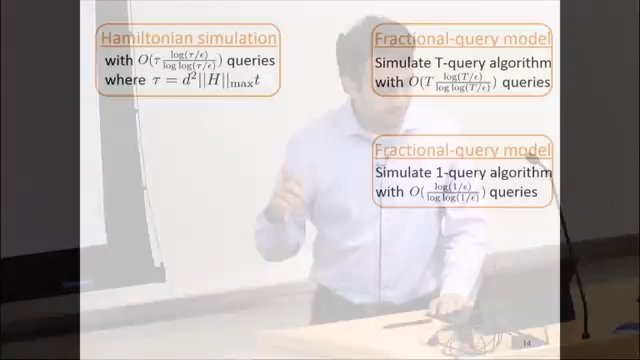 Hamiltonian simulation
with $O(\tau \frac{\log(\tau/\epsilon)}{\log\log(\tau/\epsilon)})$ queries
where $\tau = d^2||H||_{\max}t$
Fractional-query model
Simulate T-query algorithm
with $O(T \frac{\log(T/\epsilon)}{\log\log(T/\epsilon)})$ queries
Fractional-query model
Simulate 1-query algorithm
with $O(\frac{\log(1/\epsilon)}{\log\log(1/\epsilon)})$ queries
14